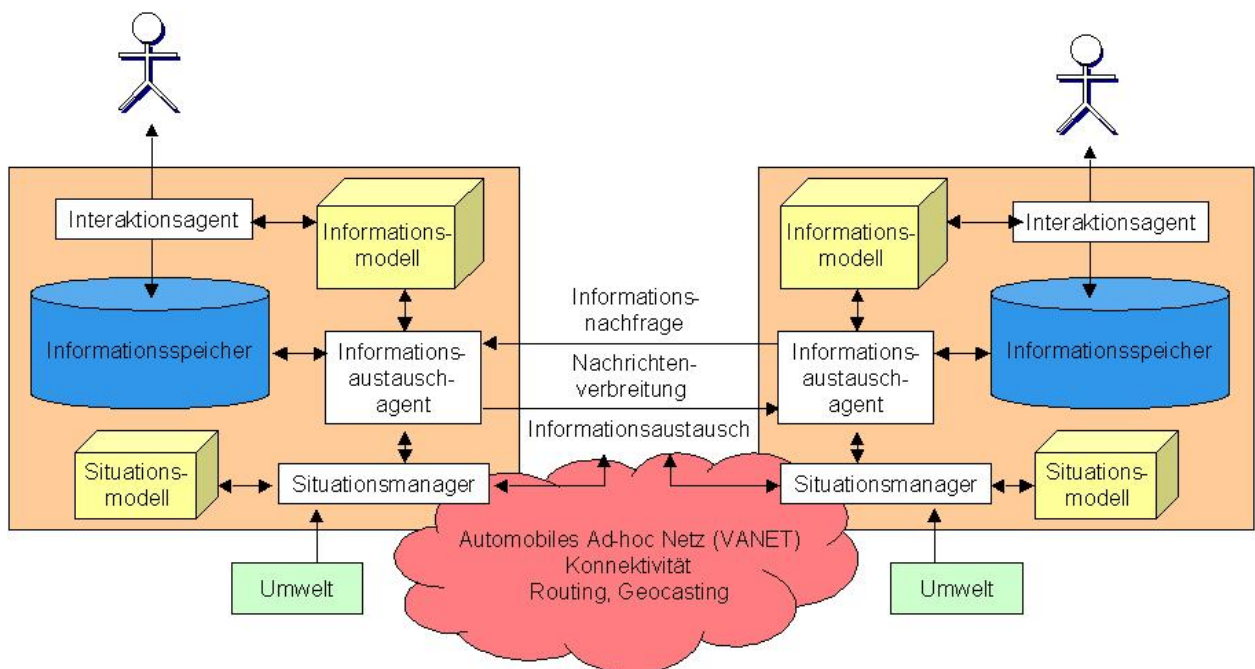 Interaktionsagent
Informations-
modell
Informationsspeicher
Informations-
austausch-
agent
Situations-
modell
Situationsmanager
Umwelt
Informations-
nachfrage
Nachrichten-
verbreitung
Informationsaustausch
Automobiles Ad-hoc Netz (VANET)
Konnektivität
Routing, Geocasting
Informations-
modell
Interaktionsagent
Informations-
austausch-
agent
Informationsspeicher
Situationsmanager
Situations-
modell
Umwelt